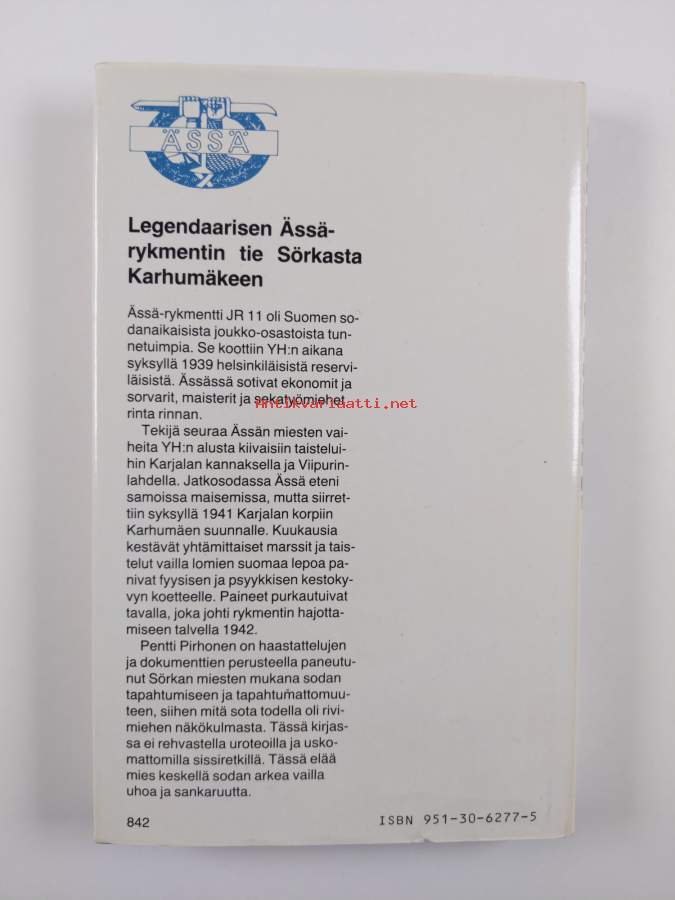 ÄSSÄ
Legendaarisen Ässä-
rykmentin tie Sörkasta
Karhumäkeen
Ässä-rykmentti JR 11 oli Suomen so-
danaikaisista joukko-osastoista tun-
netuimpia. Se koottiin YH:n aikana
syksyllä 1939 helsinkiläisistä reservi-
läisistä. Ässässä sotivat ekonomit ja
sorvarit, maisterit ja sekatyömiehet
antikvariaatti.net
rinta rinnan.
Tekijä seuraa Ässän miesten vai-
heita YH:n alusta kiivaisiin taistelui-
hin Karjalan kannaksella ja Viipurin-
lahdella. Jatkosodassa Ässä eteni
samoissa maisemissa, mutta siirret-
tiin syksyllä 1941 Karjalan korpiin
Karhumäen suunnalle. Kuukausia
kestävät yhtämittaiset marssit ja tais-
telut vailla lomien suomaa lepoa pa-
nivat fyysisen ja psyykkisen kestoky-
vyn koetteelle. Paineet purkautuivat
tavalla, joka johti rykmentin hajotta-
miseen talvella 1942.
Pentti Pirhonen on haastattelujen
ja dokumenttien perusteella paneutu-
nut Sörkan miesten mukana sodan
tapahtumiseen ja tapahtumattomuu-
teen, siihen mitä sota todella oli rivi-
miehen näkökulmasta. Tässä kirjas-
sa ei rehvastella uroteoilla ja usko-
mattomilla sissiretkillä. Tässä elää
mies keskellä sodan arkea vailla
uhoa ja sankaruutta.
842
ISBN 951-30-6277-5